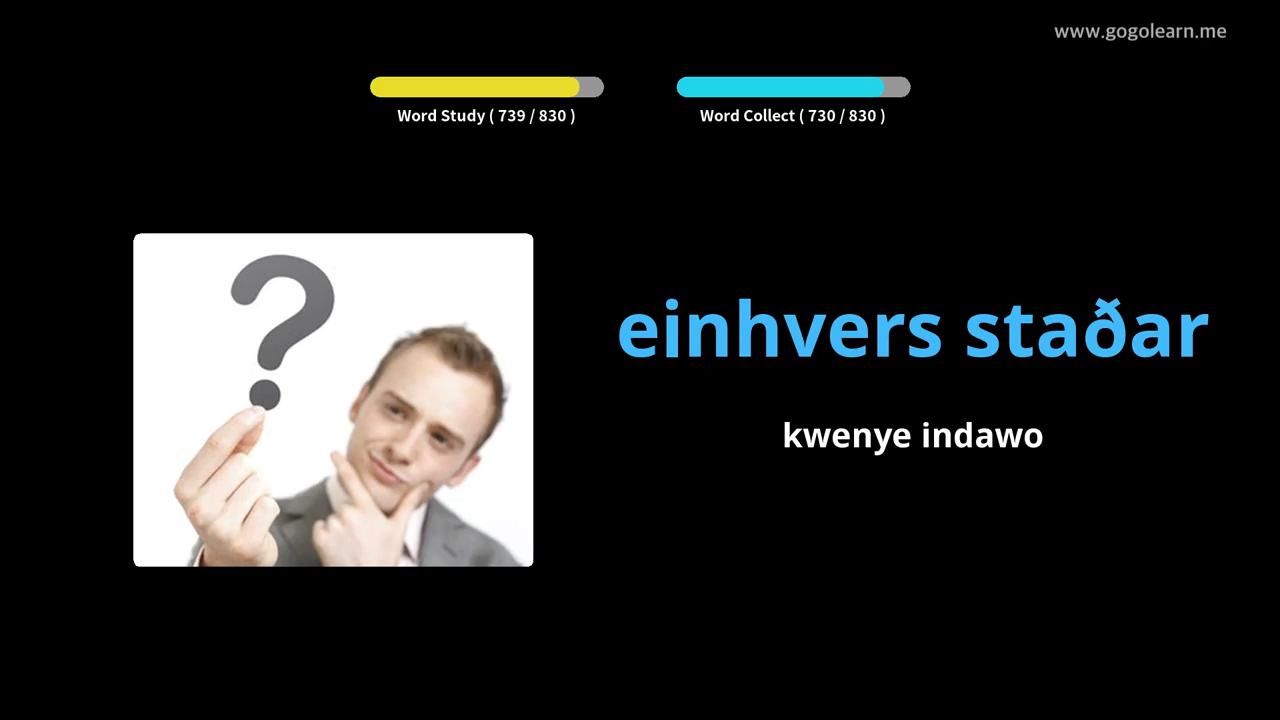 www.gogolearn.me
Word Study ( 739 / 830 )
Word Collect ( 730 / 830 )
?
einhvers staðar
kwenye indawo